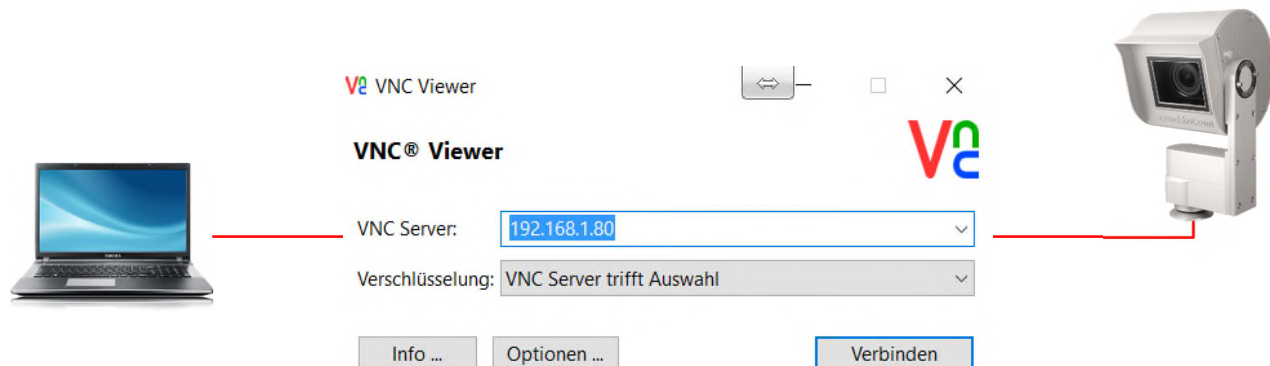 VNC Viewer
VNC® Viewer
VNC Server: 192.168.1.80
Verschlüsselung: VNC Server trifft Auswahl
Info ... Optionen ... Verbinden